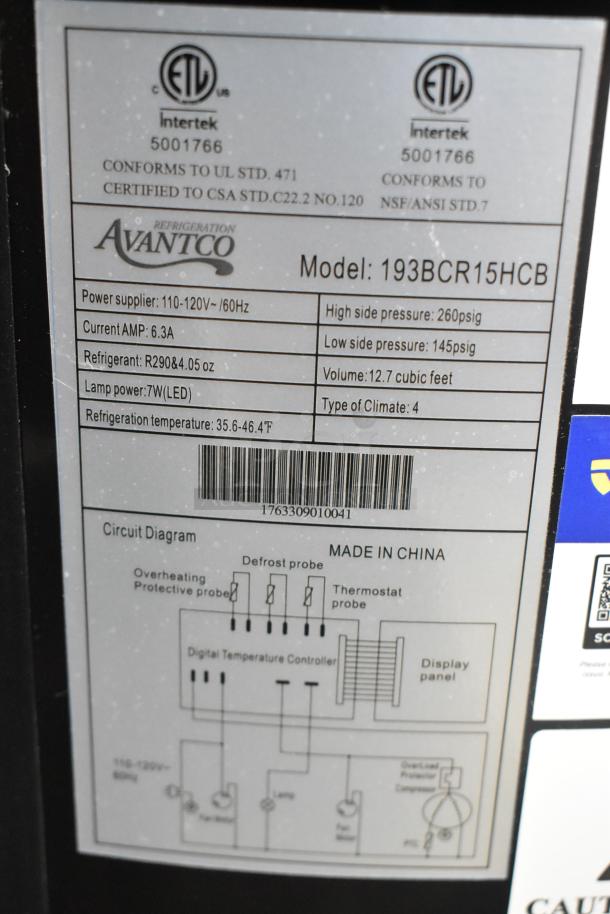 ETL
C US
Intertek
5001766
CONFORMS TO UL STD. 471
CERTIFIED TO CSA STD.C22.2 NO.120
ETL
Intertek
5001766
CONFORMS TO
NSF/ANSI STD.7
REFRIGERATION
AVANTCO
Model: 193BCR15HCB
Power supplier: 110-120V~ /60Hz
High side pressure: 260psig
Current AMP: 6.3A
Low side pressure: 145psig
Refrigerant: R290&4.05 oz
Volume: 12.7 cubic feet
Lamp power:7W(LED)
Type of Climate: 4
Refrigeration temperature: 35.6-46.4℉
1763309010041
Circuit Diagram
MADE IN CHINA
Defrost probe
Overheating
Protective probe
Thermostat
probe
Digital Temperature Controller
Display
panel
110-120V~
60Hz
Fan Motor
Lamp
Fan
Motor
OverLoad
Protector
Compressor
PTC
SC
Please
CAUT